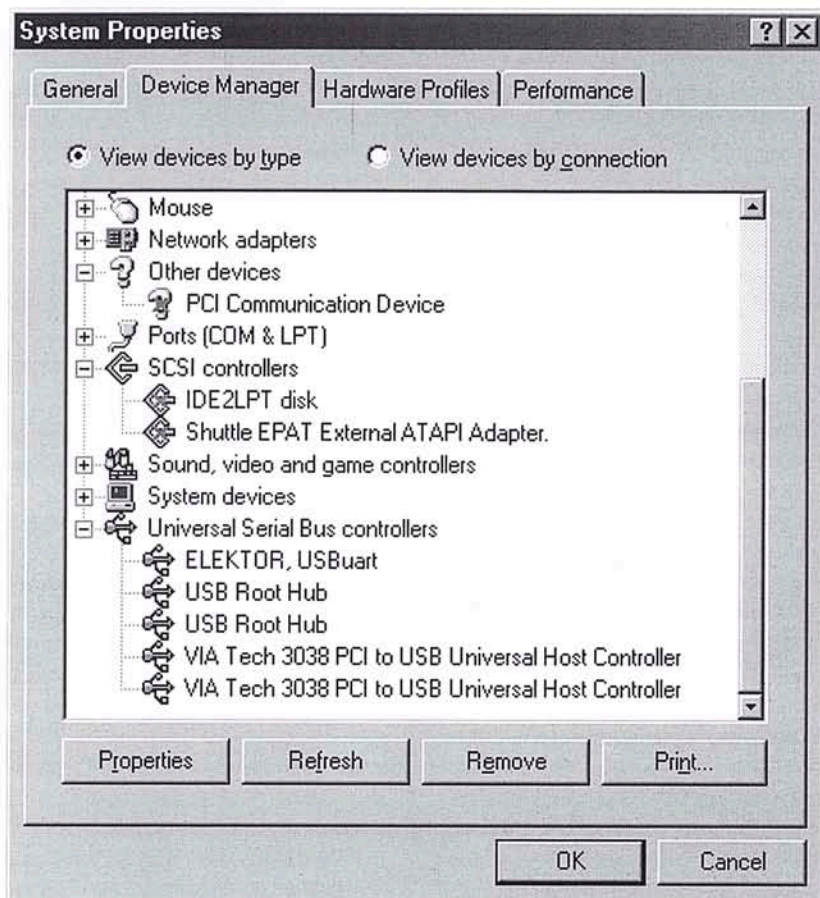 System Properties
General Device Manager Hardware Profiles Performance
View devices by type View devices by connection
Mouse
Network adapters
Other devices
PCI Communication Device
Ports (COM & LPT)
SCSI controllers
IDE2LPT disk
Shuttle EPAT External ATAPI Adapter.
Sound, video and game controllers
System devices
Universal Serial Bus controllers
ELEKTOR, USBuart
USB Root Hub
USB Root Hub
VIA Tech 3038 PCI to USB Universal Host Controller
VIA Tech 3038 PCI to USB Universal Host Controller
Properties Refresh Remove Print...
OK Cancel